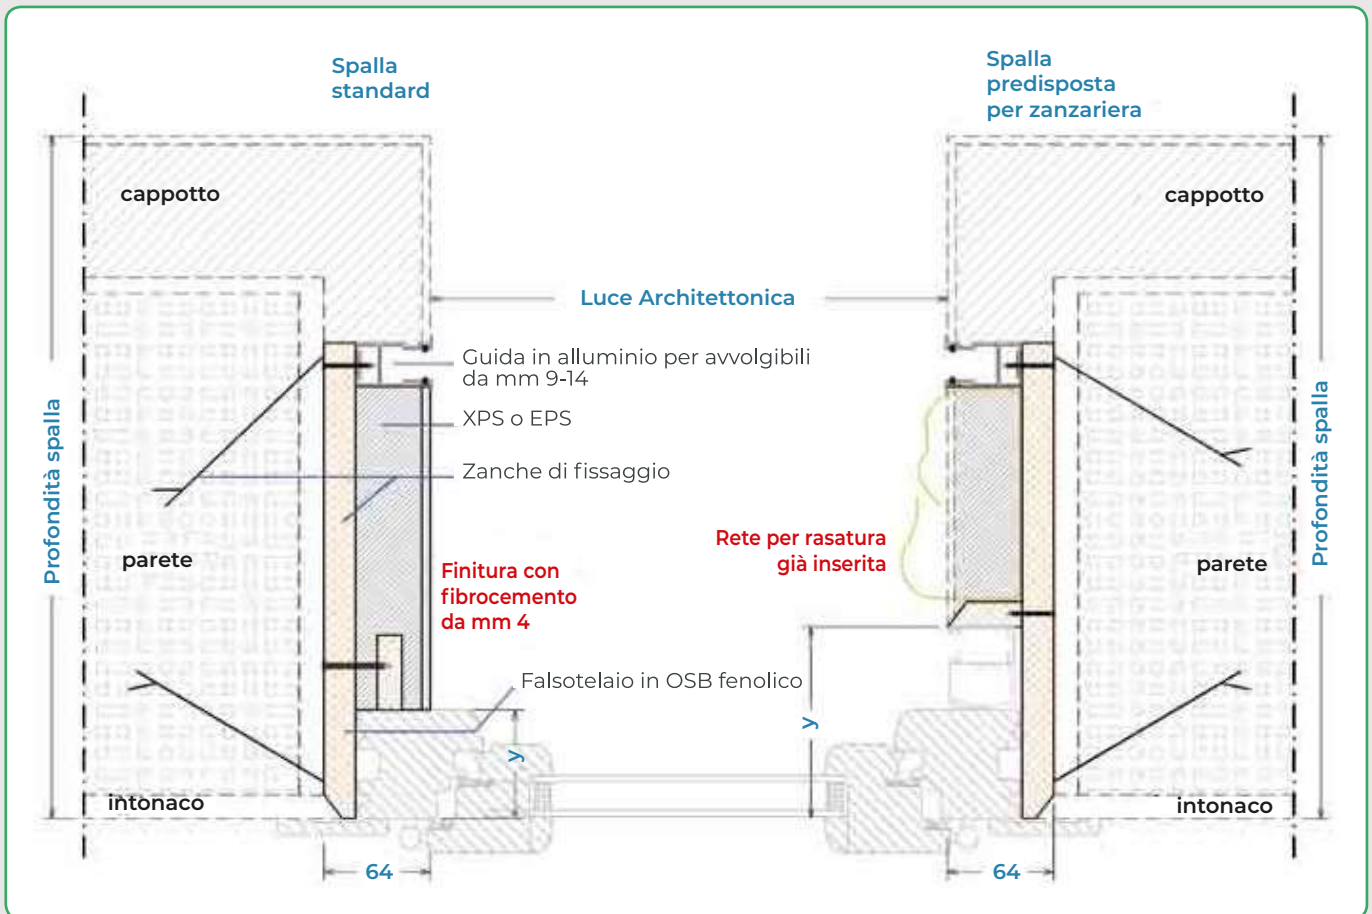 Spalla
standard
Spalla
predisposta
per zanzariera
cappotto
cappotto
Luce Architettonica
Guida in alluminio per avvolgibili
da mm 9-14
XPS o EPS
Zanche di fissaggio
Profondità spalla
Profondità spalla
Rete per rasatura
già inserita
parete
parete
Finitura con
fibrocemento
da mm 4
Falsotelaio in OSB fenolico
y
y
intonaco
intonaco
64
64